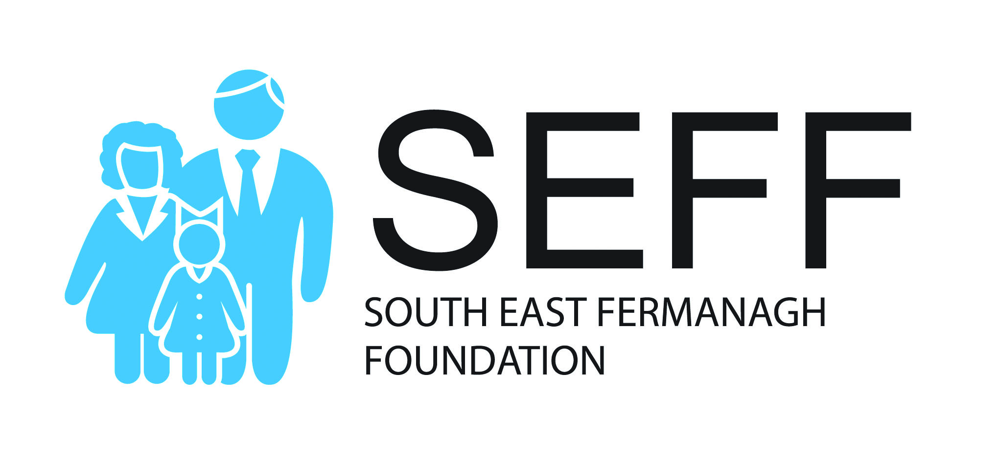 SEFF
SOUTH EAST FERMANAGH
FOUNDATION